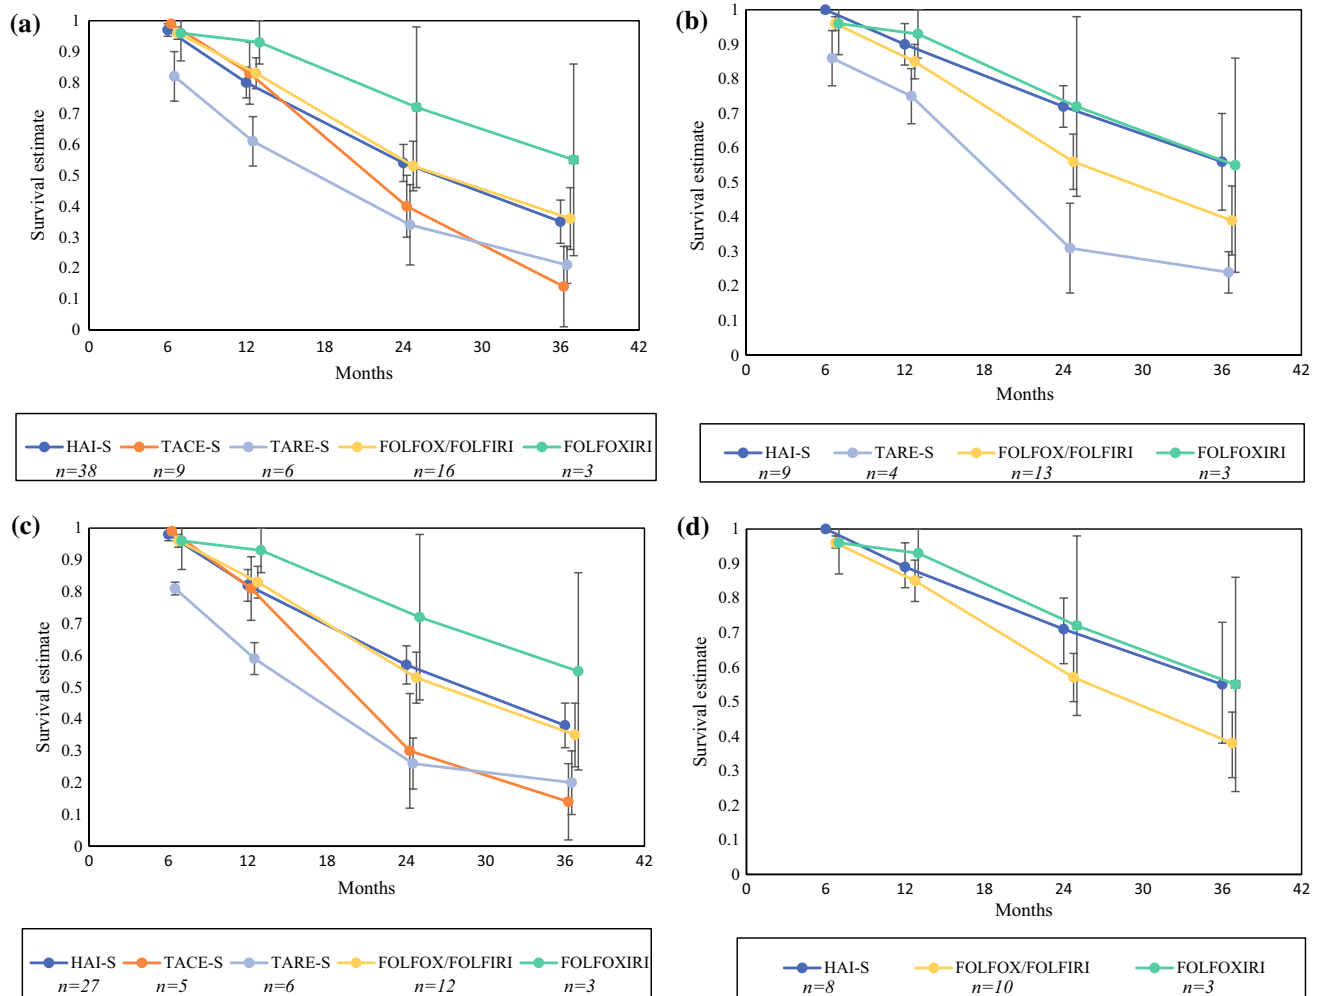 (a)
1
0.9
0.8
0.7
0.6
0.5
0.4
0.3
0.2
0.1
0
Survival estimate
0 6 12 18 24 30 36 42
Months
HAI-S TACE-S TARE-S FOLFOX/FOLFIRI FOLFOXIRI
n=38 n=9 n=6 n=16 n=3
(b)
1
0.9
0.8
0.7
0.6
0.5
0.4
0.3
0.2
0.1
0
Survival estimate
0 6 12 18 24 30 36 42
Months
HAI-S TARE-S FOLFOX/FOLFIRI FOLFOXIRI
n=9 n=4 n=13 n=3
(c)
1
0.9
0.8
0.7
0.6
0.5
0.4
0.3
0.2
0.1
0
Survival estimate
0 6 12 18 24 30 36 42
Months
HAI-S TACE-S TARE-S FOLFOX/FOLFIRI FOLFOXIRI
n=27 n=5 n=6 n=12 n=3
(d)
1
0.9
0.8
0.7
0.6
0.5
0.4
0.3
0.2
0.1
0
Survival estimate
0 6 12 18 24 30 36 42
Months
HAI-S FOLFOX/FOLFIRI FOLFOXIRI
n=8 n=10 n=3